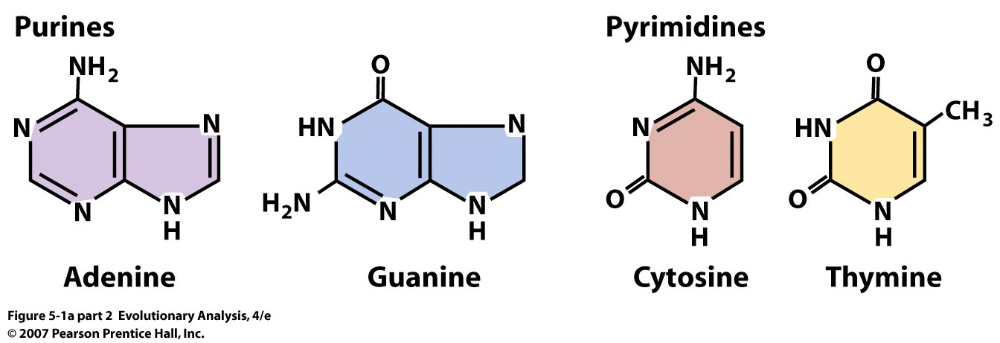 Purines
Pyrimidines
NH2
N
N
N
N
H
O
HN
N
H2N
N
N
H
NH2
N
O
N
H
O
CH3
HN
O
N
H
Adenine
Guanine
Cytosine
Thymine
Figure 5-1a part 2 Evolutionary Analysis, 4/e
© 2007 Pearson Prentice Hall, Inc.